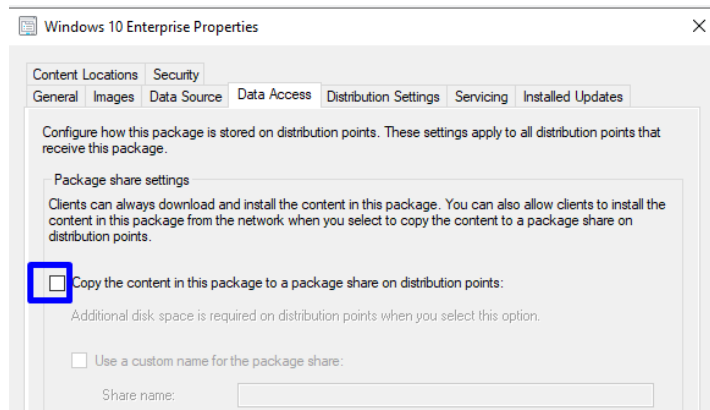 Windows 10 Enterprise Properties
Content Locations Security
General Images Data Source Data Access Distribution Settings Servicing Installed Updates
Configure how this package is stored on distribution points. These settings apply to all distribution points that
receive this package.
Package share settings
Clients can always download and install the content in this package. You can also allow clients to install the
content in this package from the network when you select to copy the content to a package share on
distribution points.
Copy the content in this package to a package share on distribution points:
Additional disk space is required on distribution points when you select this option.
Use a custom name for the package share:
Share name: